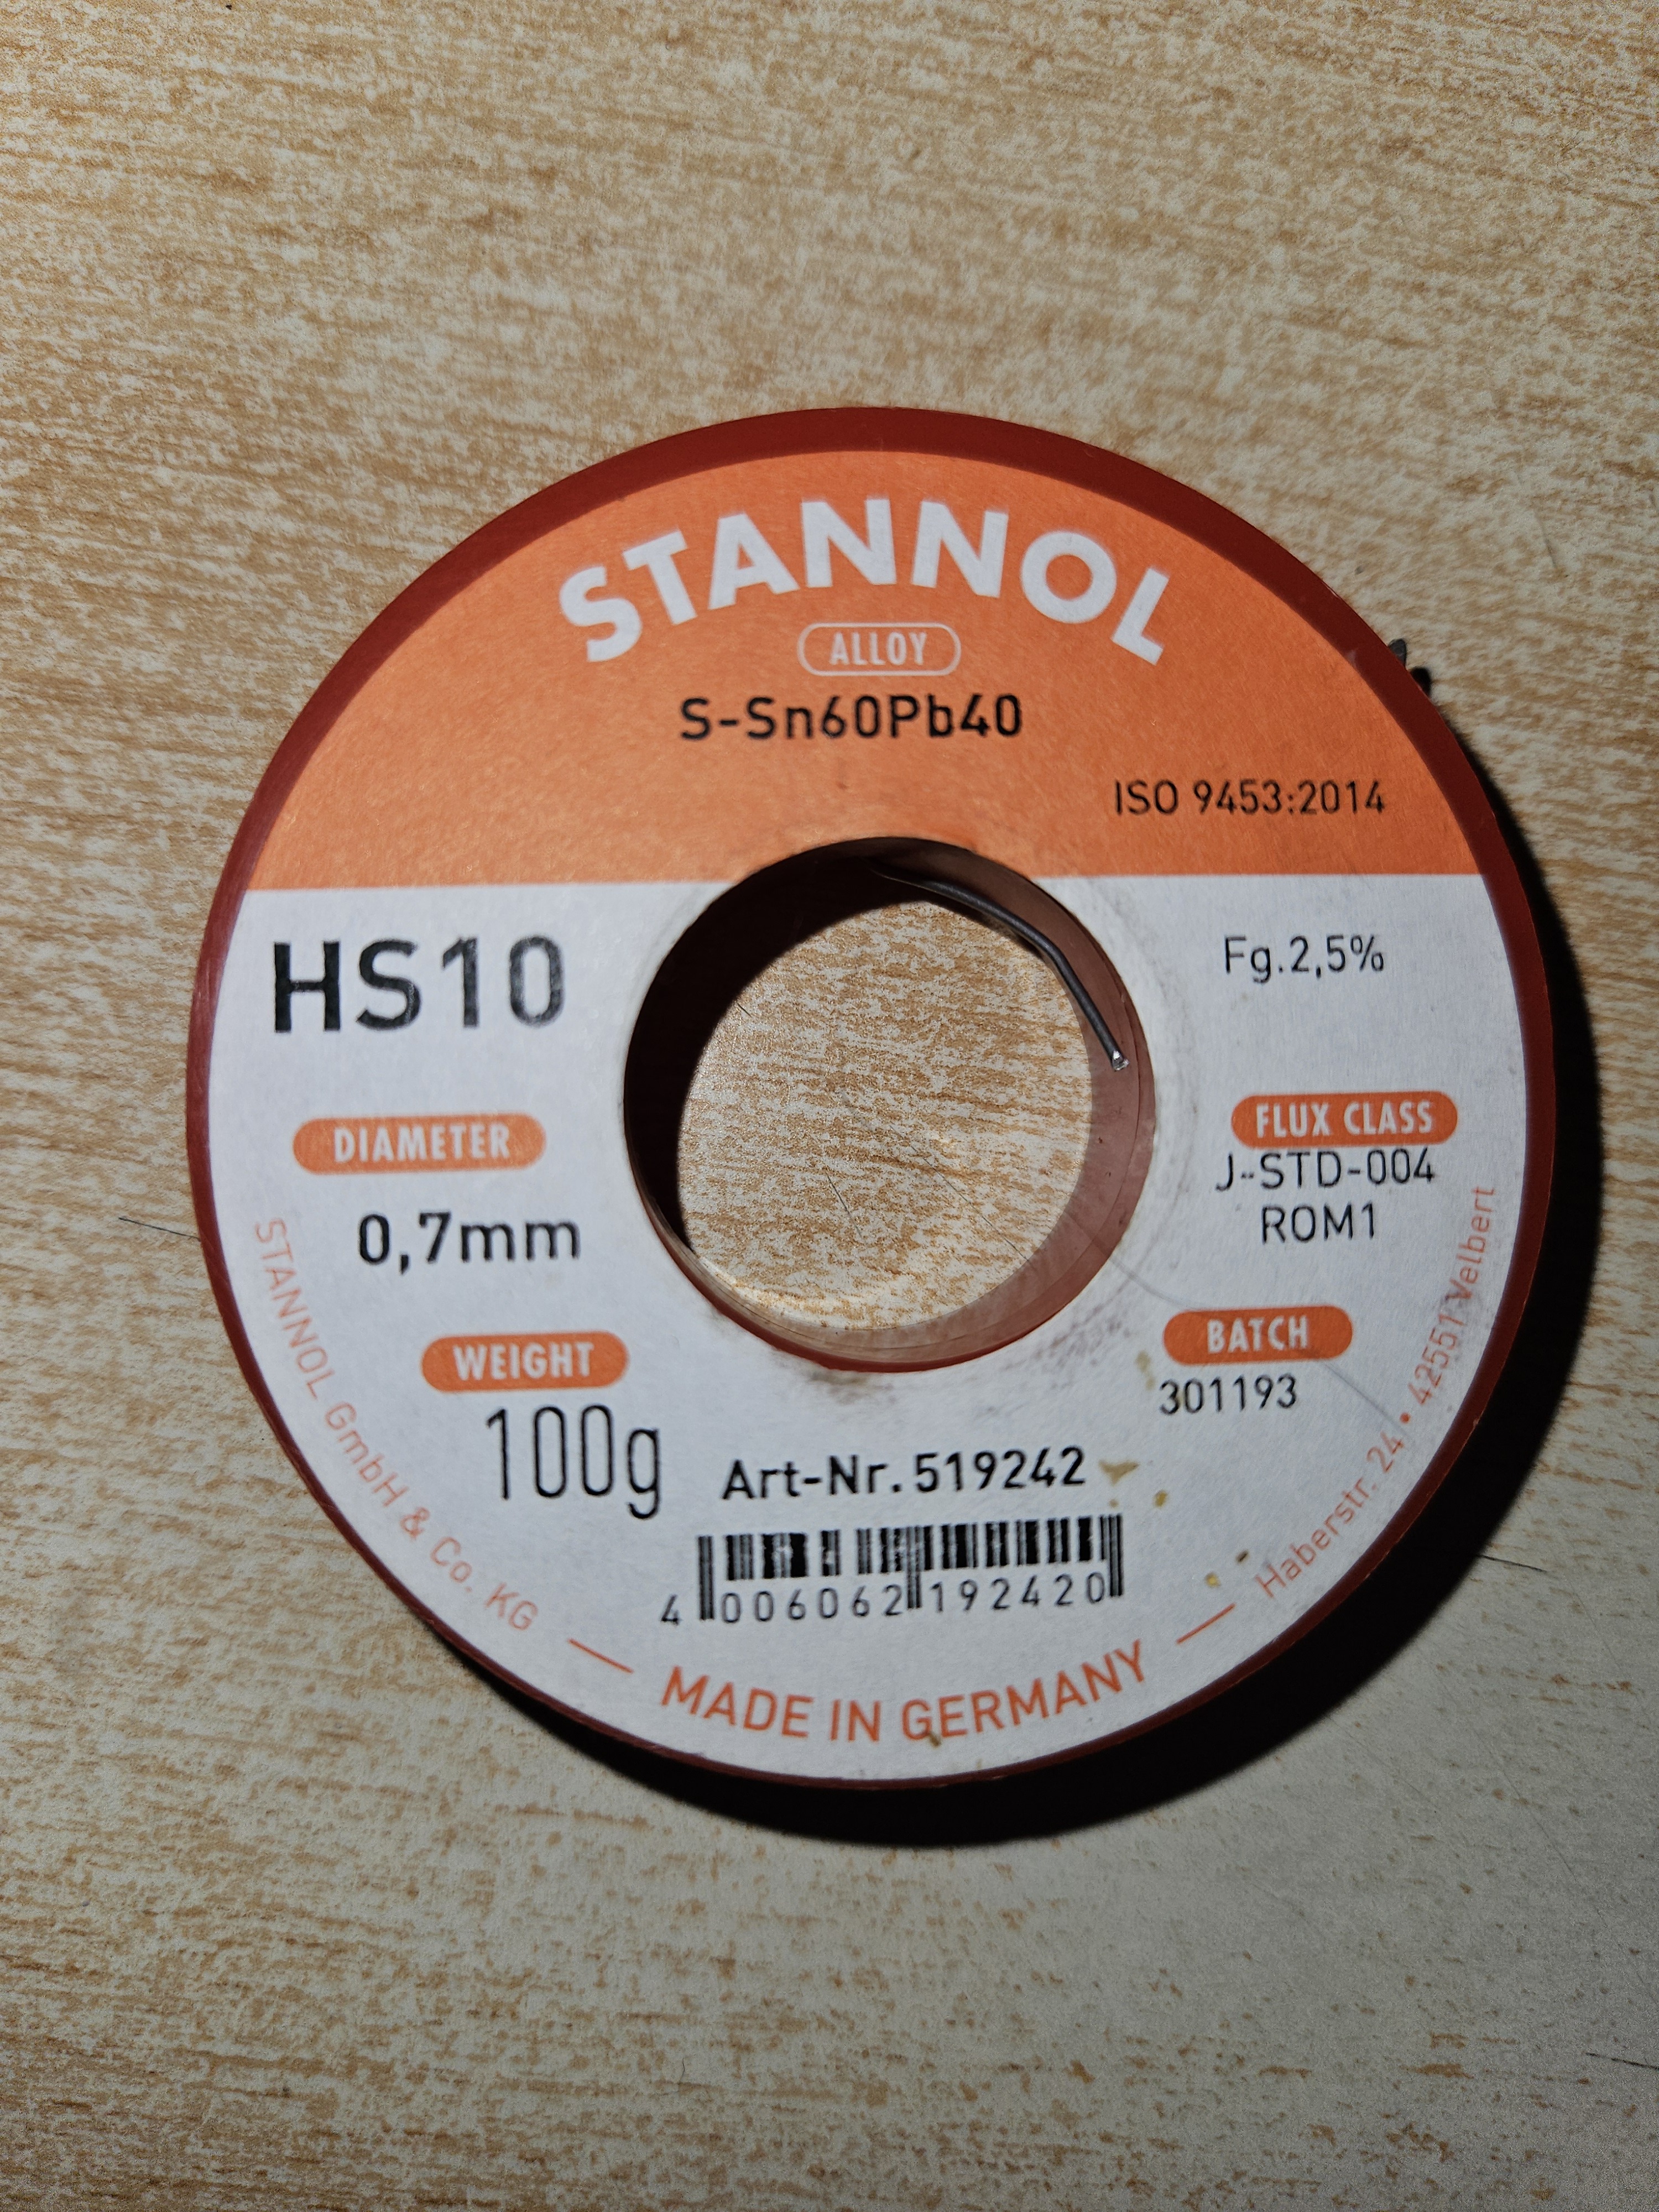 STANNOL
ALLOY
S-Sn60Pb40
ISO 9453:2014
HS10
Fg.2,5%
DIAMETER
0,7mm
FLUX CLASS
J-STD-004
ROM1
WEIGHT
100g
BATCH
301193
Art-Nr.519242
4 006062 192420
STANNOL GmbH & Co. KG
MADE IN GERMANY
Haberstr. 24 • 42551 Velbert